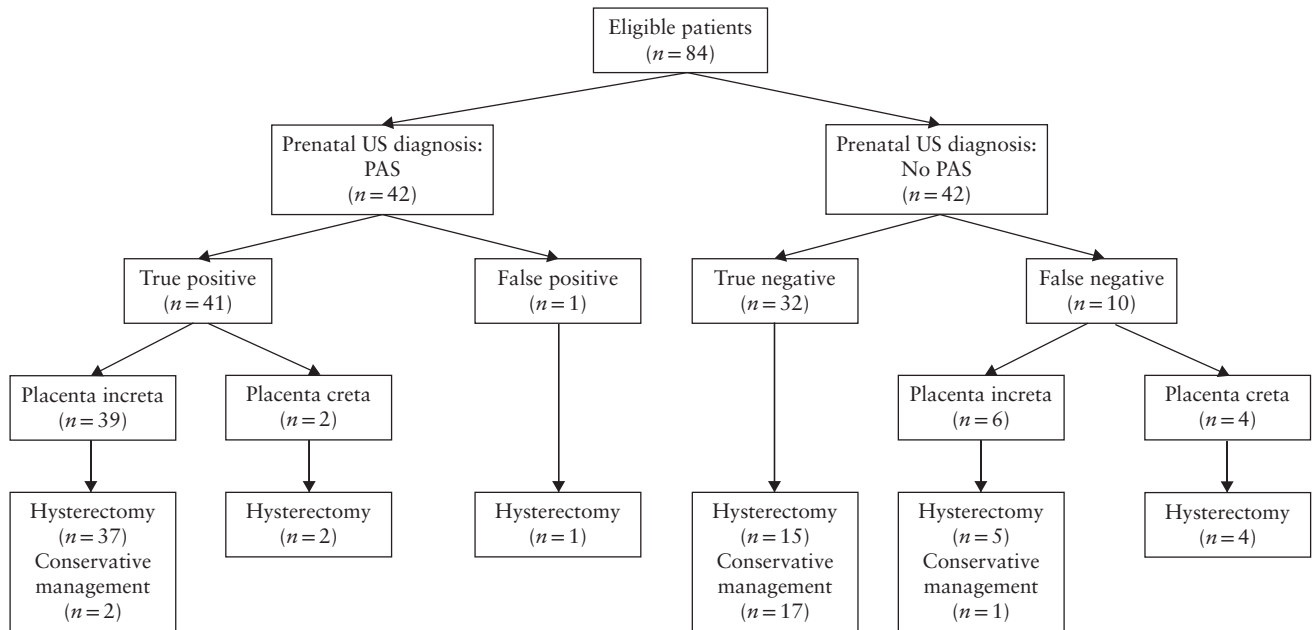 Eligible patients
(n = 84)
Prenatal US diagnosis:
PAS
(n = 42)
Prenatal US diagnosis:
No PAS
(n = 42)
True positive
(n = 41)
False positive
(n = 1)
True negative
(n = 32)
False negative
(n = 10)
Placenta increta
(n = 39)
Placenta creta
(n = 2)
Placenta increta
(n = 6)
Placenta creta
(n = 4)
Hysterectomy
(n = 37)
Conservative
management
(n = 2)
Hysterectomy
(n = 2)
Hysterectomy
(n = 1)
Hysterectomy
(n = 15)
Conservative
management
(n = 17)
Hysterectomy
(n = 5)
Conservative
management
(n = 1)
Hysterectomy
(n = 4)